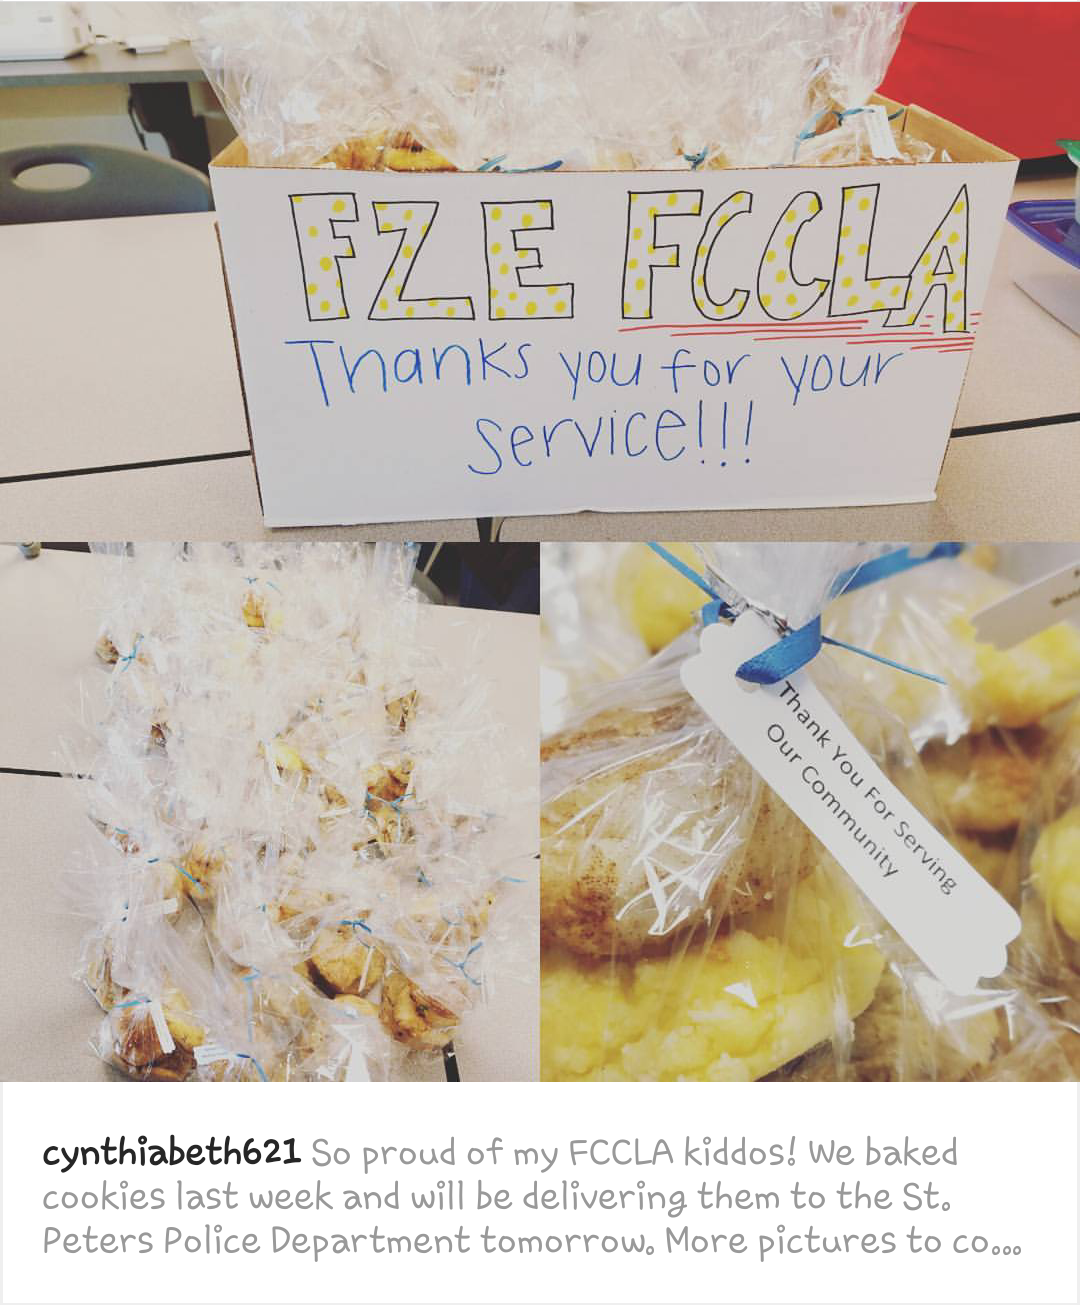 FZE FCCLA
Thanks you for your
service!!!
Thank You For Serving
Our Community
cynthiabeth621 So proud of my FCCLA kiddos! We baked
cookies last week and will be delivering them to the St.
Peters Police Department tomorrow. More pictures to co...